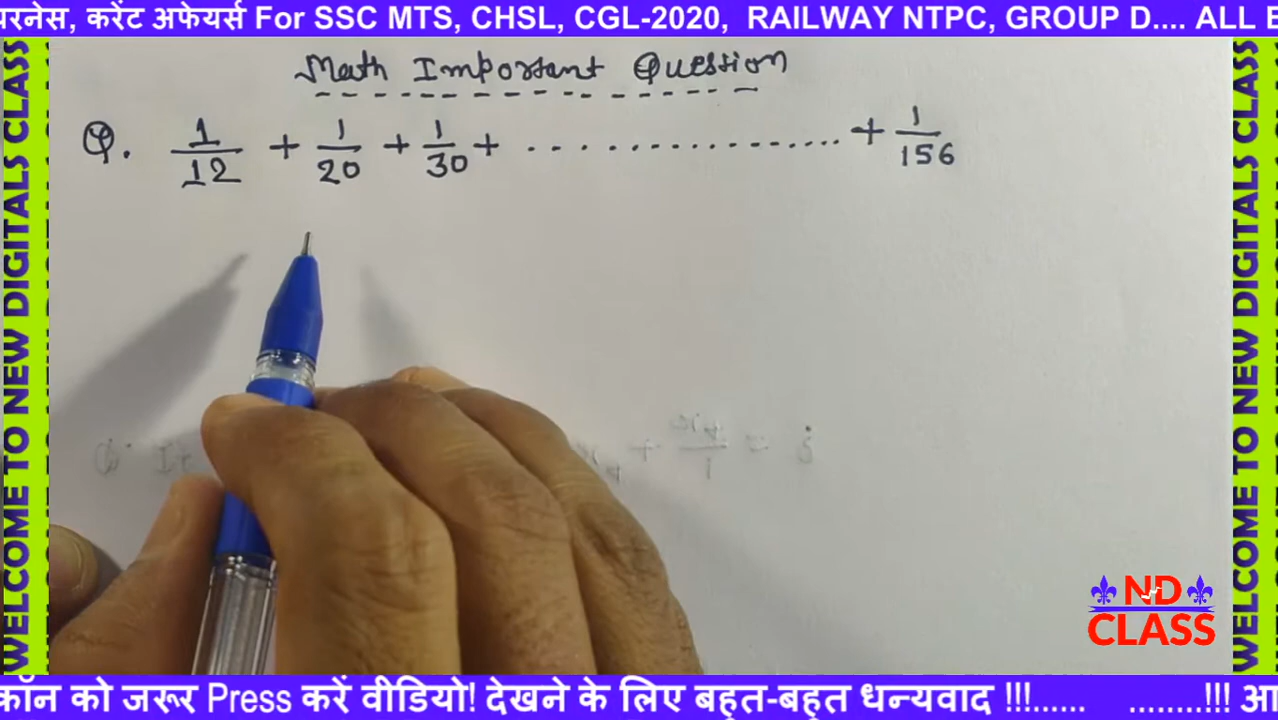 यरनेस, करेंट अफेयर्स For SSC MTS, CHSL, CGL-2020, RAILWAY NTPC, GROUP D.... ALL E
Math Important Question
Q. 1/12 + 1/20 + 1/30 + ................. + 1/156
WELCOME TO NEW DIGITALS CLASS
WELCOME TO NEW DIGITALS CLASS
ND
CLASS
कॉन को जरूर Press करें वीडियो! देखने के लिए बहुत-बहुत धन्यवाद !!!...... ........!!! आ